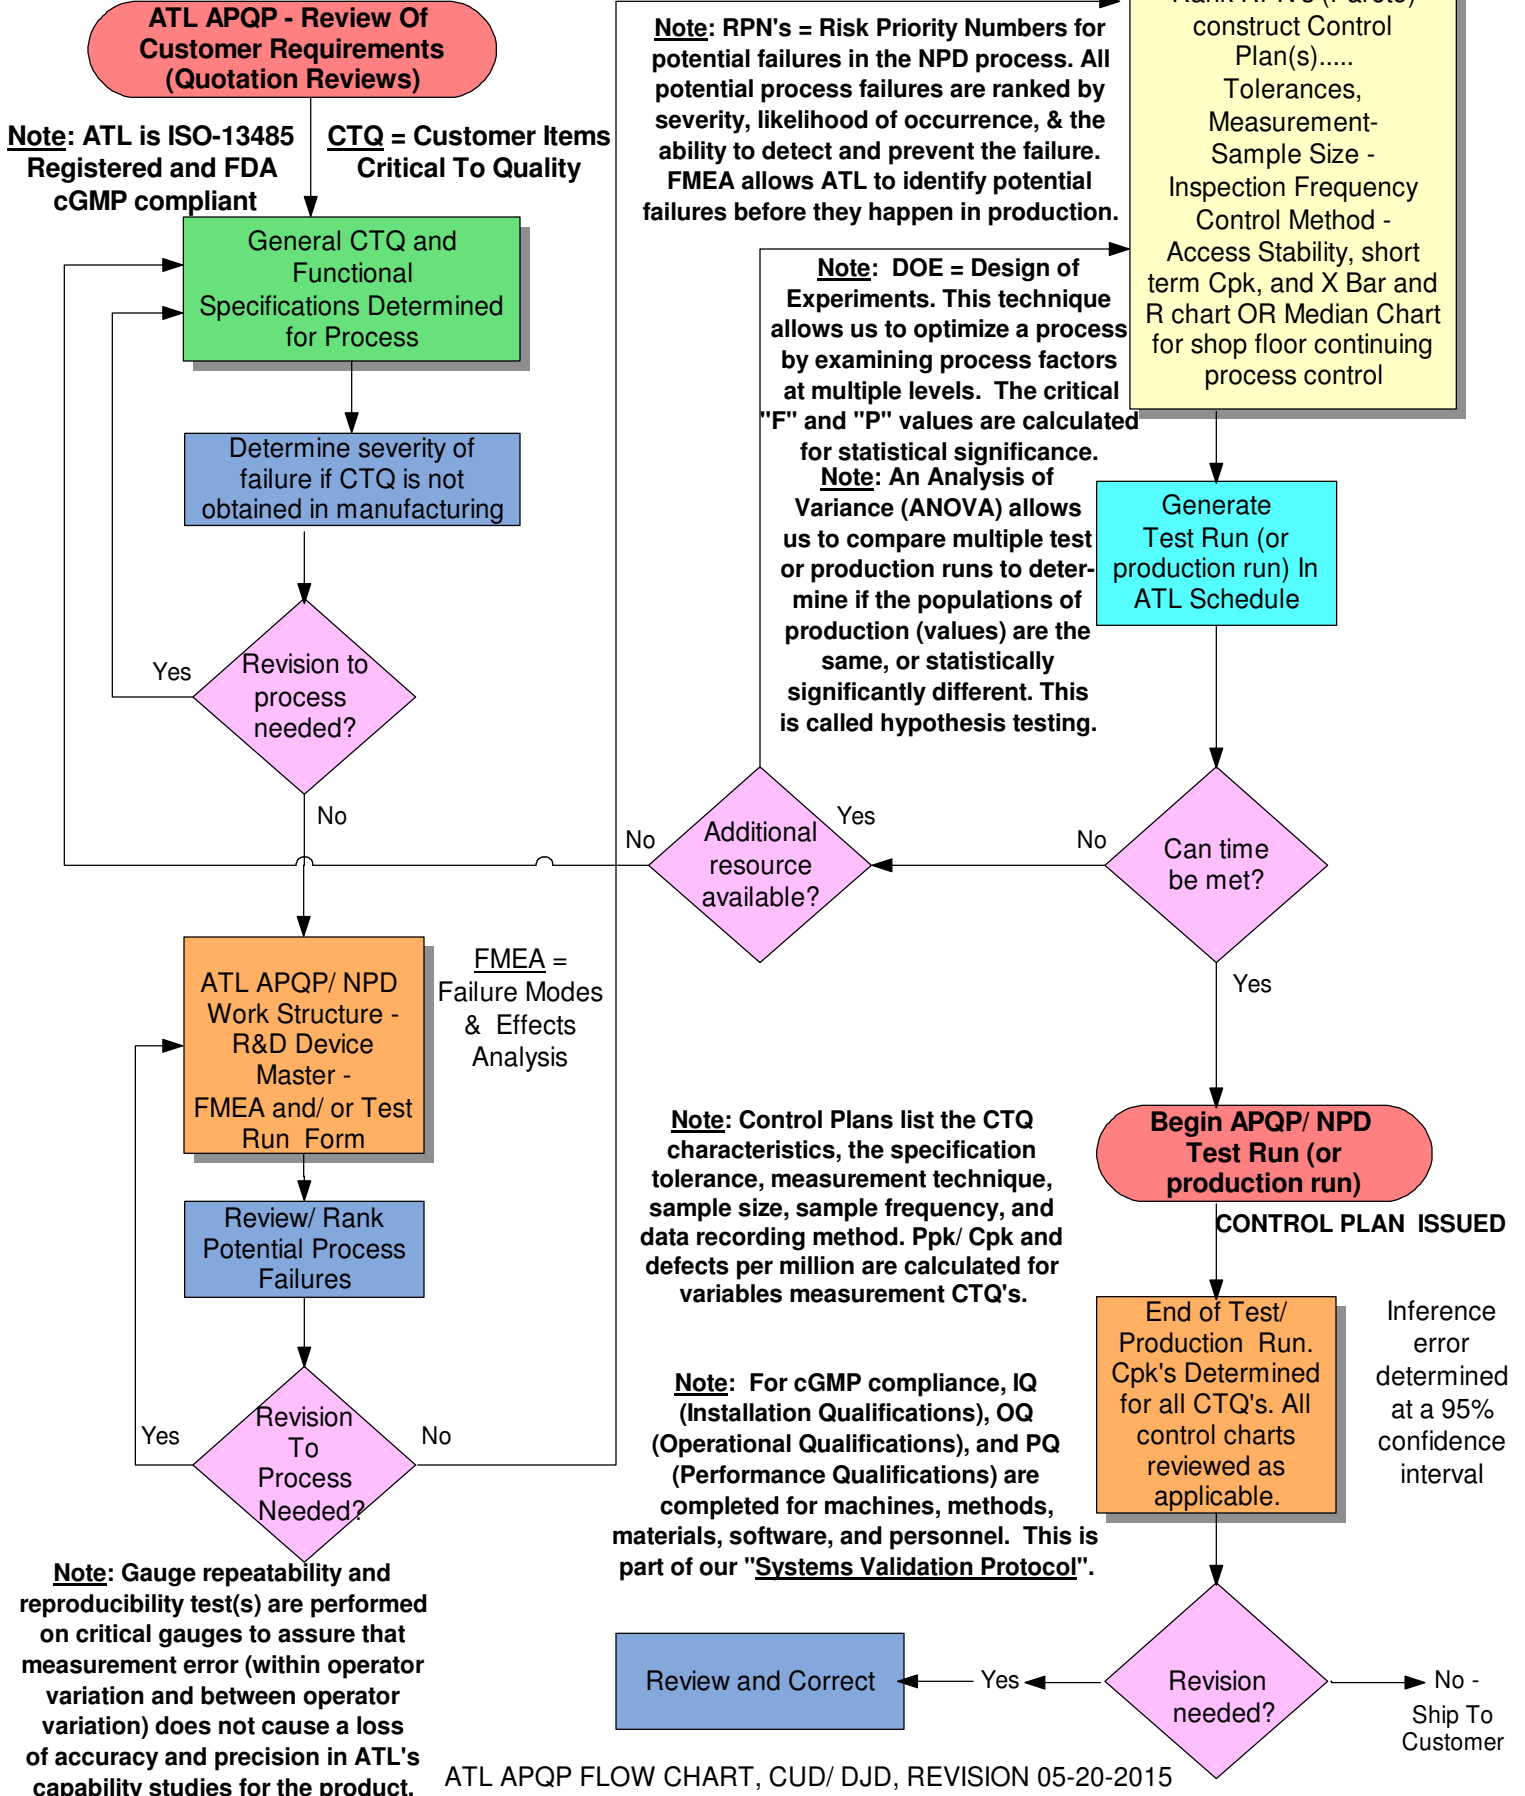 ATL APQP - Review Of
Customer Requirements
(Quotation Reviews)
Note: ATL is ISO-13485
Registered and FDA
cGMP compliant
CTQ = Customer Items
Critical To Quality
General CTQ and
Functional
Specifications Determined
for Process
Determine severity of
failure if CTQ is not
obtained in manufacturing
Revision to
process
needed?
Yes
No
ATL APQP/ NPD
Work Structure -
R&D Device
Master -
FMEA and/ or Test
Run Form
FMEA =
Failure Modes
& Effects
Analysis
Review/ Rank
Potential Process
Failures
Revision
To
Process
Needed?
Yes
No
Note: Gauge repeatability and
reproducibility test(s) are performed
on critical gauges to assure that
measurement error (within operator
variation and between operator
variation) does not cause a loss
of accuracy and precision in ATL's
capability studies for the product.
Note: RPN's = Risk Priority Numbers for
potential failures in the NPD process. All
potential process failures are ranked by
severity, likelihood of occurrence, & the
ability to detect and prevent the failure.
FMEA allows ATL to identify potential
failures before they happen in production.
Rank RPN's (Pareto)
construct Control
Plan(s).....
Tolerances,
Measurement-
Sample Size -
Inspection Frequency
Control Method -
Access Stability, short
term Cpk, and X Bar and
R chart OR Median Chart
for shop floor continuing
process control
Note: DOE = Design of
Experiments. This technique
allows us to optimize a process
by examining process factors
at multiple levels. The critical
"F" and "P" values are calculated
for statistical significance.
Note: An Analysis of
Variance (ANOVA) allows
us to compare multiple test
or production runs to deter-
mine if the populations of
production (values) are the
same, or statistically
significantly different. This
is called hypothesis testing.
Generate
Test Run (or
production run) In
ATL Schedule
Can time
be met?
No
Yes
Additional
resource
available?
Yes
No
Begin APQP/ NPD
Test Run (or
production run)
CONTROL PLAN ISSUED
Note: Control Plans list the CTQ
characteristics, the specification
tolerance, measurement technique,
sample size, sample frequency, and
data recording method. Ppk/ Cpk and
defects per million are calculated for
variables measurement CTQ's.
End of Test/
Production Run.
Cpk's Determined
for all CTQ's. All
control charts
reviewed as
applicable.
Inference
error
determined
at a 95%
confidence
interval
Note: For cGMP compliance, IQ
(Installation Qualifications), OQ
(Operational Qualifications), and PQ
(Performance Qualifications) are
completed for machines, methods,
materials, software, and personnel. This is
part of our "Systems Validation Protocol".
Revision
needed?
Yes
Review and Correct
No -
Ship To
Customer
ATL APQP FLOW CHART, CUD/ DJD, REVISION 05-20-2015